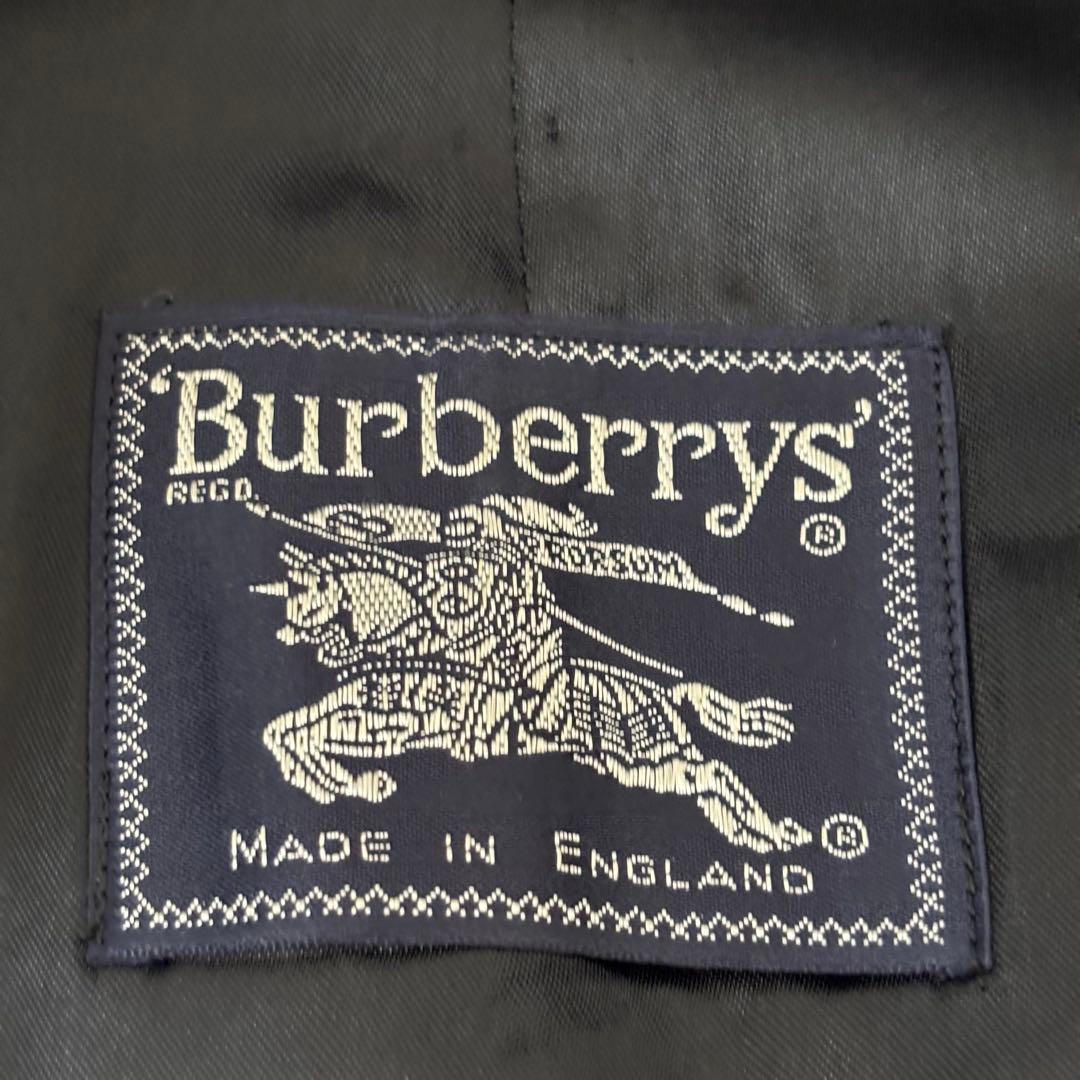 'Burberrys'
REGD.
®
PRORSUM
®
MADE IN ENGLAND